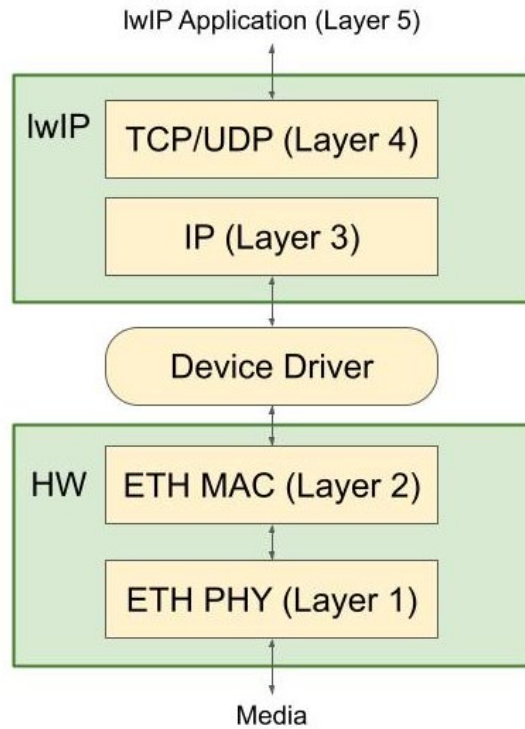 lwIP Application (Layer 5)
lwIP
TCP/UDP (Layer 4)
IP (Layer 3)
Device Driver
HW
ETH MAC (Layer 2)
ETH PHY (Layer 1)
Media